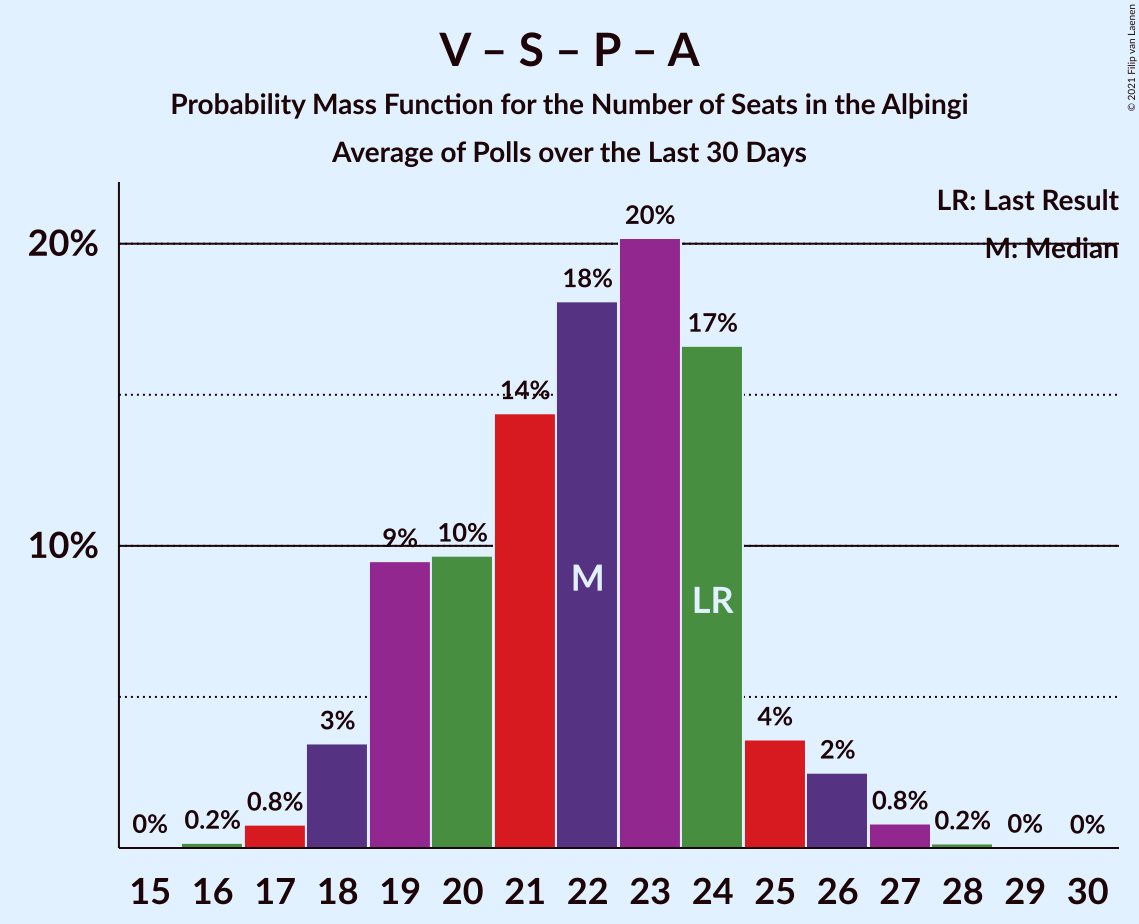 V – S – P – A
Probability Mass Function for the Number of Seats in the Alþingi
Average of Polls over the Last 30 Days
© 2021 Filip van Laenen
LR: Last Result
M: Median
20%
10%
0% 0.2% 0.8% 3% 9% 10% 14% 18% 20% 17% 4% 2% 0.8% 0.2% 0% 0%
M
LR
15 16 17 18 19 20 21 22 23 24 25 26 27 28 29 30